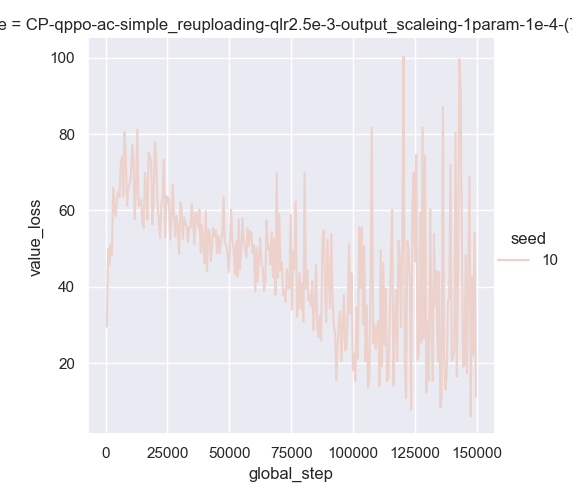 e = CP-qppo-ac-simple_reuploading-qlr2.5e-3-output_scaleing-1param-1e-4-(7
100
80
60
40
20
value_loss
seed
10
0 25000 50000 75000 100000 125000 150000
global_step